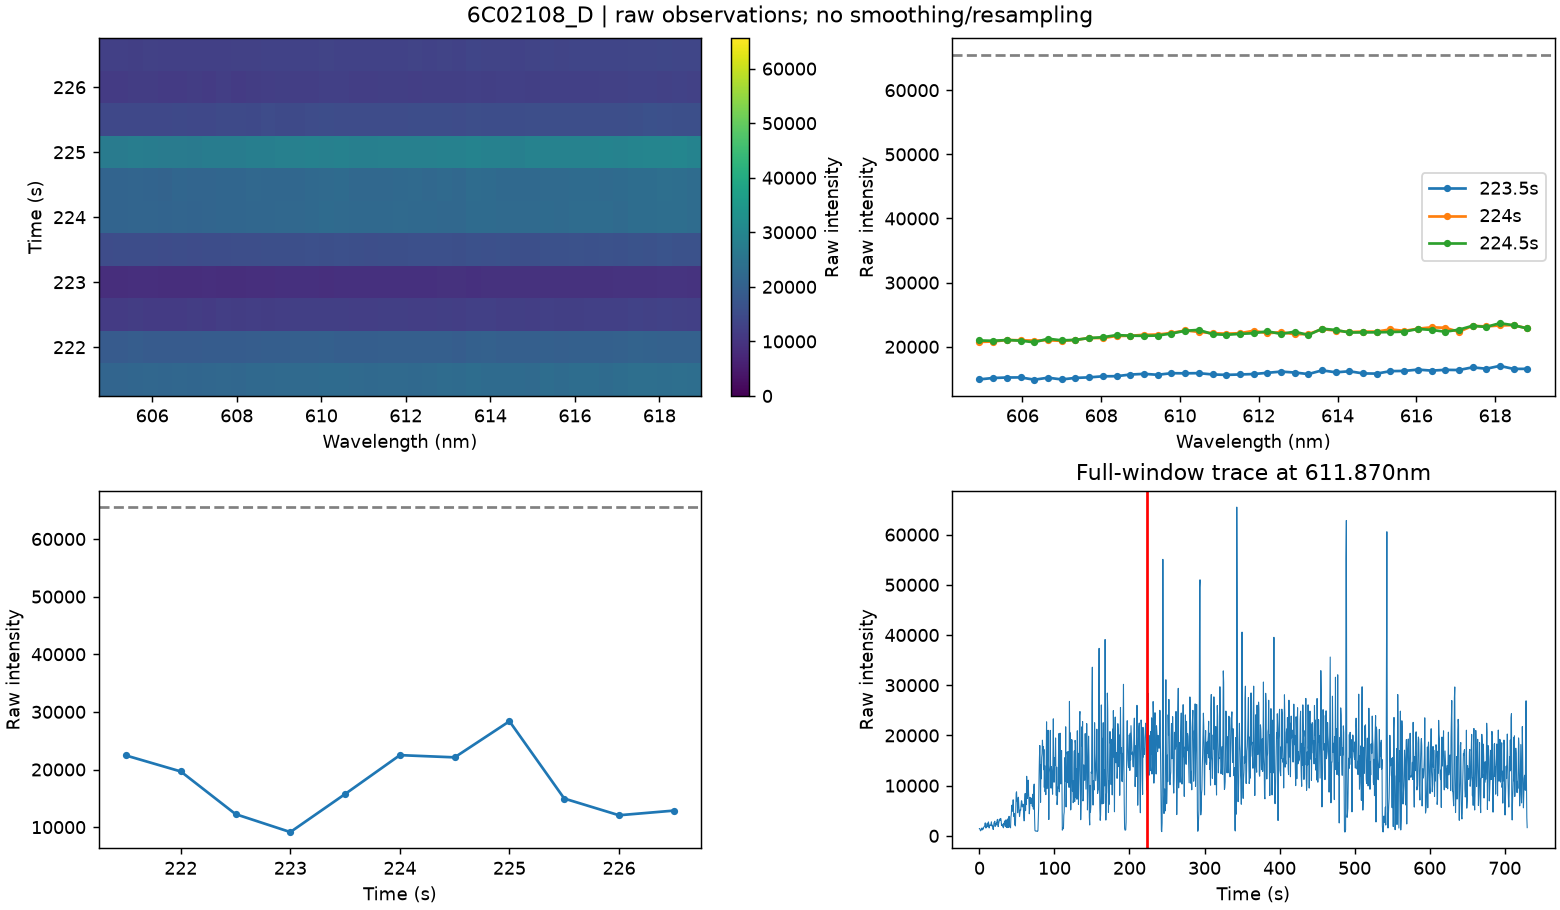 6C02108_D | raw observations; no smoothing/resampling
226
225
224
223
222
Time (s)
606 608 610 612 614 616 618
Wavelength (nm)
60000
50000
40000
30000
20000
10000
0
Raw intensity
60000
50000
40000
30000
20000
Raw intensity
223.5s
224s
224.5s
606 608 610 612 614 616 618
Wavelength (nm)
60000
50000
40000
30000
20000
10000
Raw intensity
222 223 224 225 226
Time (s)
Full-window trace at 611.870nm
60000
50000
40000
30000
20000
10000
0
Raw intensity
0 100 200 300 400 500 600 700
Time (s)